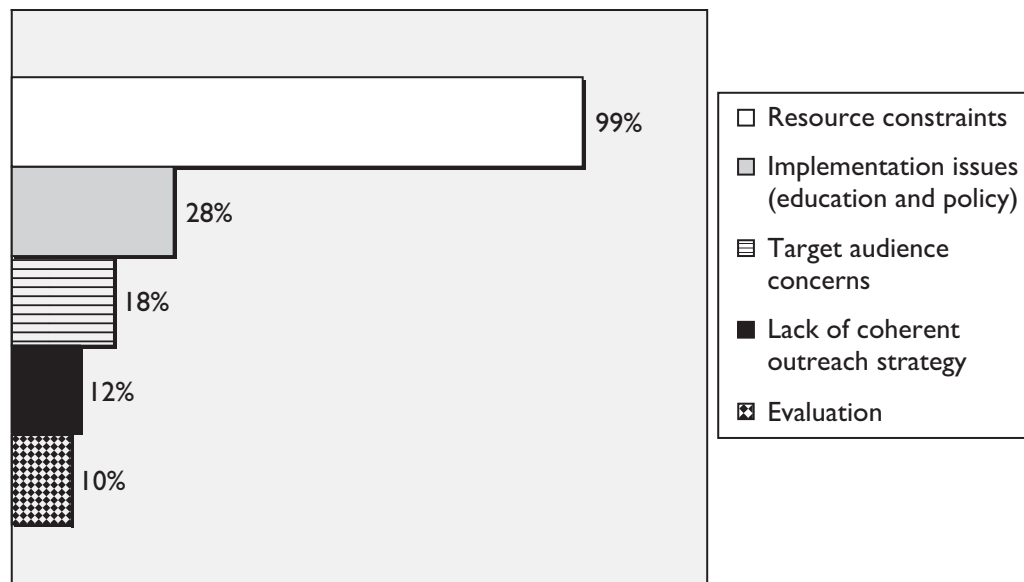 99%
28%
18%
12%
10%
Resource constraints
Implementation issues
(education and policy)
Target audience
concerns
Lack of coherent
outreach strategy
Evaluation